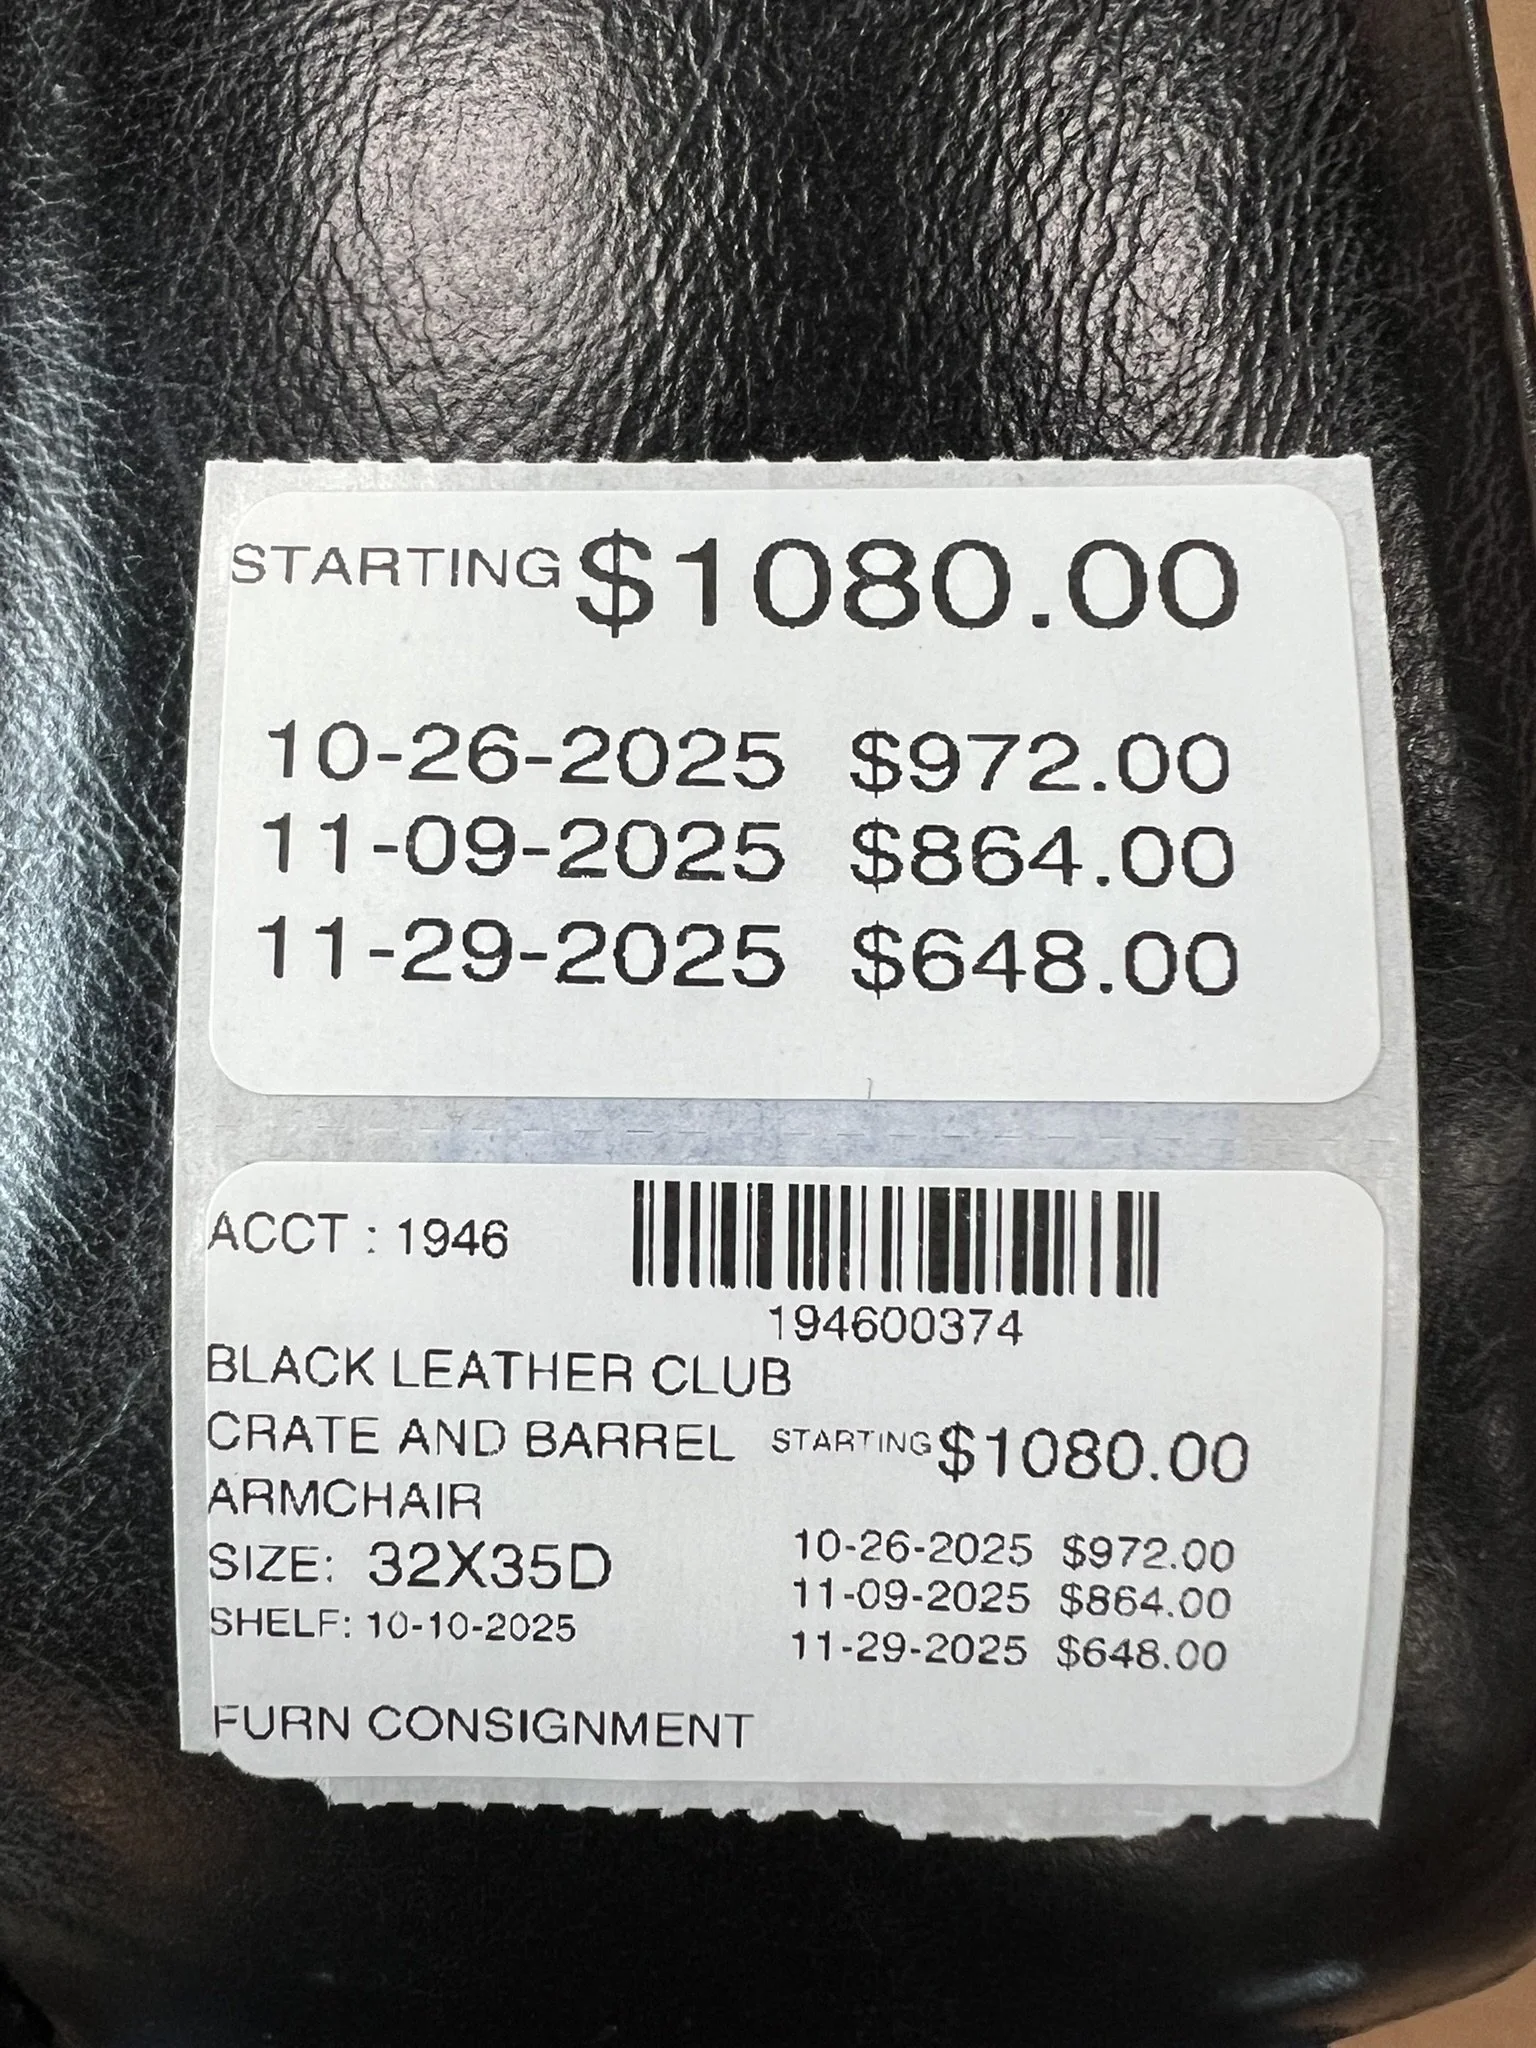 STARTING $1080.00
10-26-2025 $972.00
11-09-2025 $864.00
11-29-2025 $648.00
ACCT : 1946
194600374
BLACK LEATHER CLUB
CRATE AND BARREL
ARMCHAIR
SIZE: 32X35D
SHELF: 10-10-2025
STARTING $1080.00
10-26-2025 $972.00
11-09-2025 $864.00
11-29-2025 $648.00
FURN CONSIGNMENT